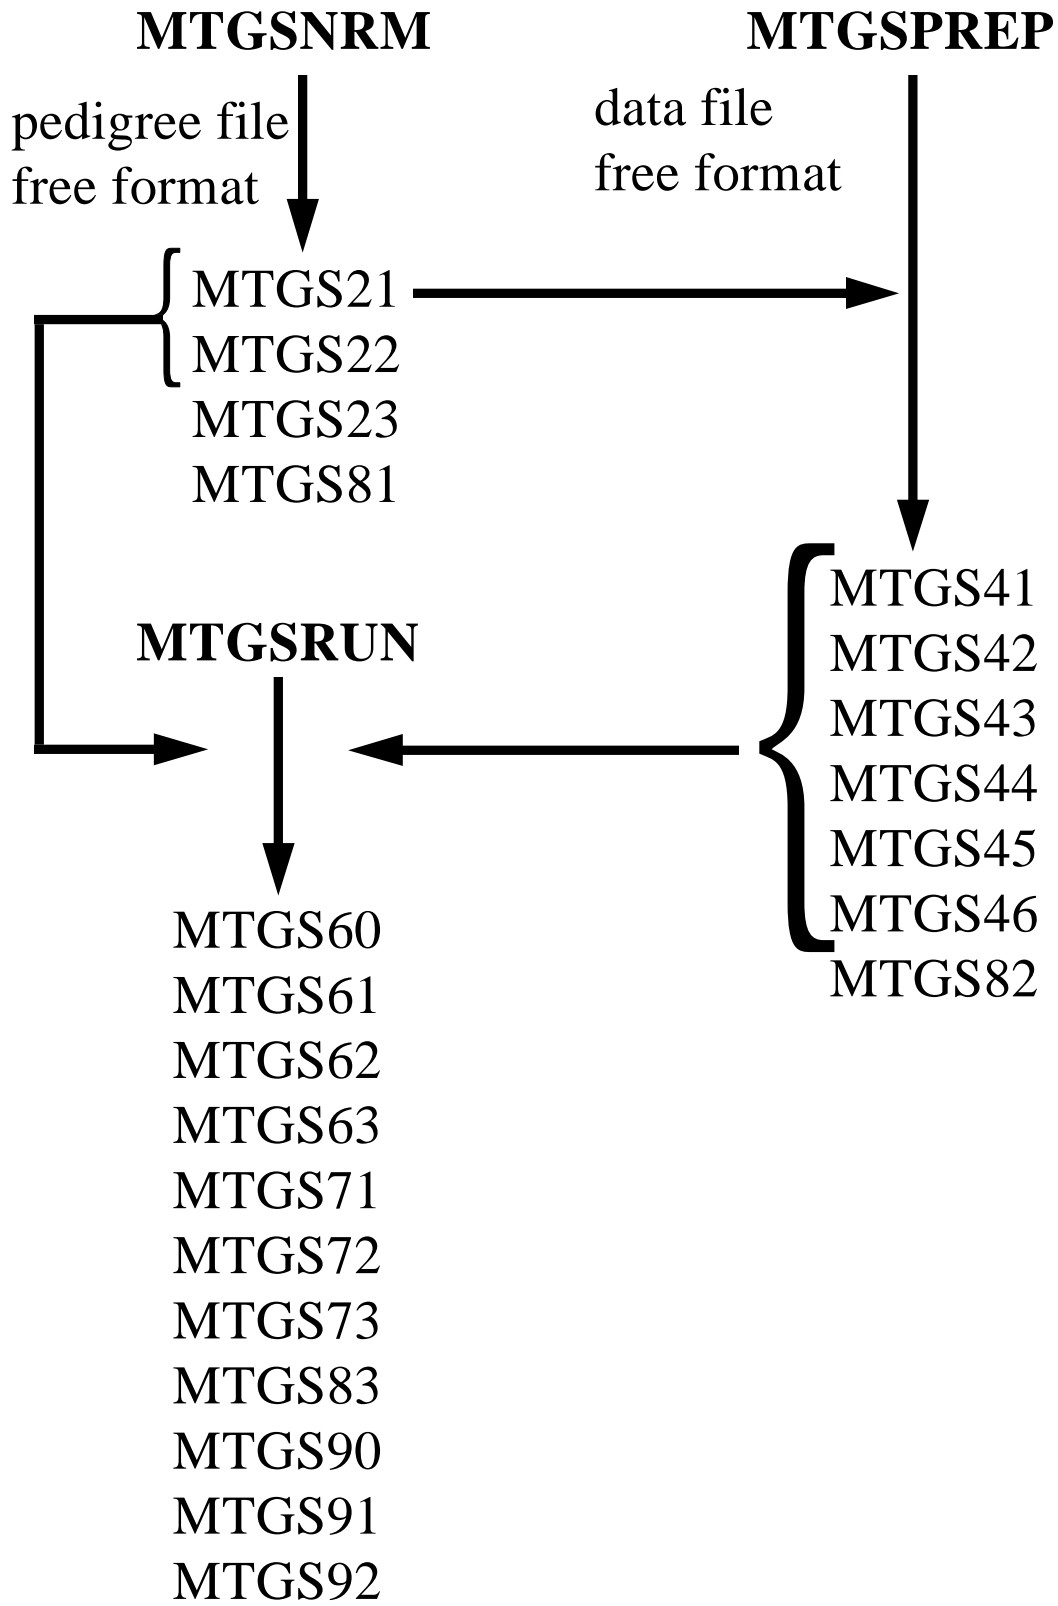 MTGSNRM
pedigree file
free format
MTGS21
MTGS22
MTGS23
MTGS81
MTGSPREP
data file
free format
MTGS41
MTGS42
MTGS43
MTGS44
MTGS45
MTGS46
MTGS82
MTGSRUN
MTGS60
MTGS61
MTGS62
MTGS63
MTGS71
MTGS72
MTGS73
MTGS83
MTGS90
MTGS91
MTGS92